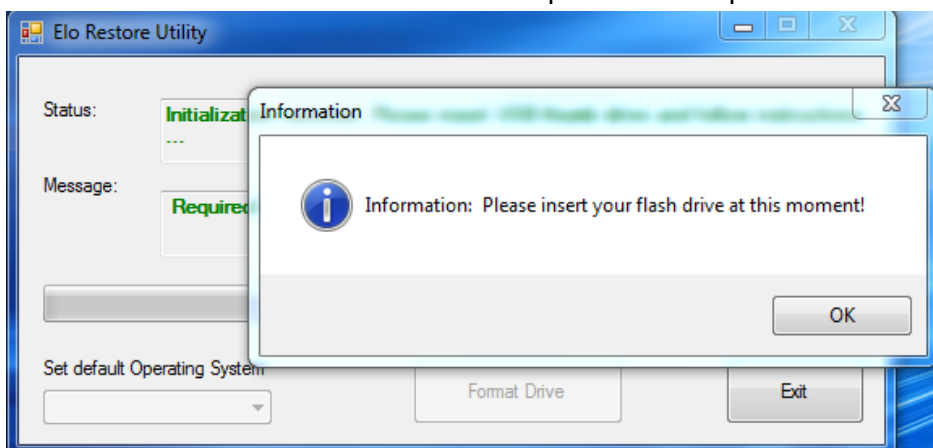 Elo Restore Utility
Status:
Initializat
---
Message:
Required
Information
Information: Please insert your flash drive at this moment!
OK
Set default Operating System
Format Drive
Exit